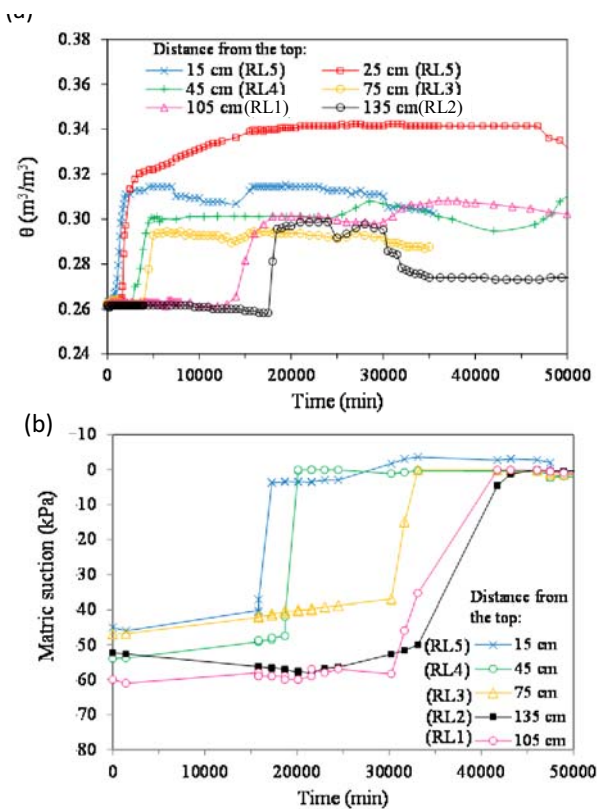 (a)
0.38
0.36
0.34
0.32
0.30
0.28
0.26
0.24
θ (m³/m³)
Distance from the top:
15 cm (RL5) 25 cm (RL5)
45 cm (RL4) 75 cm (RL3)
105 cm(RL1) 135 cm(RL2)
0 10000 20000 30000 40000 50000
Time (min)
(b)
-10
0
10
20
30
40
50
60
70
80
Matric suction (kPa)
Distance from
the top:
(RL5) 15 cm
(RL4) 45 cm
(RL3) 75 cm
(RL2) 135 cm
(RL1) 105 cm
0 10000 20000 30000 40000 50000
Time (min)